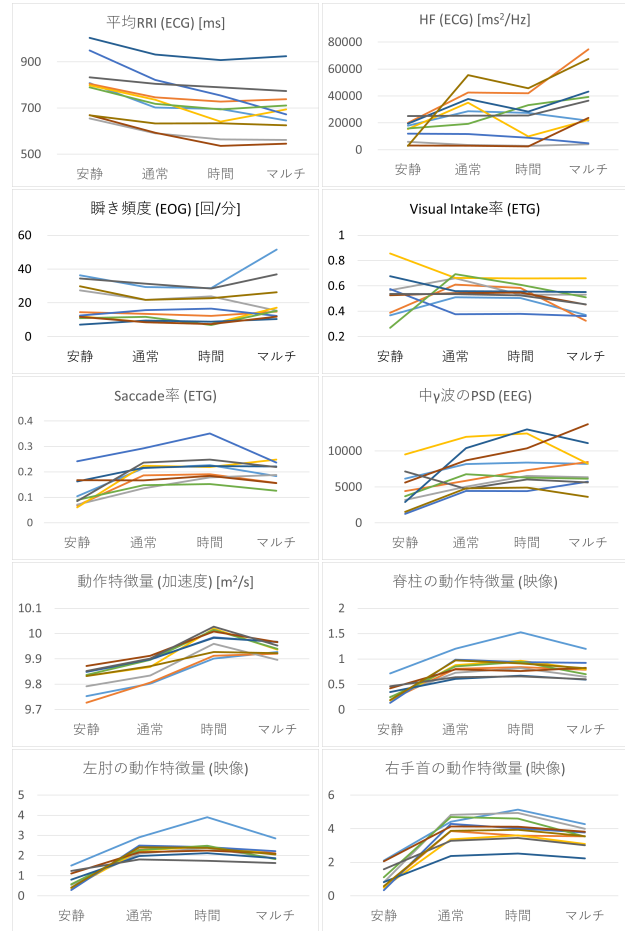 平均RRI (ECG) [ms]
900
700
500
安静 通常 時間 マルチ
HF (ECG) [ms²/Hz]
80000
60000
40000
20000
0
安静 通常 時間 マルチ
瞬き頻度 (EOG) [回/分]
60
40
20
0
安静 通常 時間 マルチ
Visual Intake率 (ETG)
1
0.8
0.6
0.4
0.2
安静 通常 時間 マルチ
Saccade率 (ETG)
0.4
0.3
0.2
0.1
0
安静 通常 時間 マルチ
中γ波のPSD (EEG)
10000
5000
0
安静 通常 時間 マルチ
動作特徴量 (加速度) [m²/s]
10.1
10
9.9
9.8
9.7
安静 通常 時間 マルチ
脊柱の動作特徴量 (映像)
2
1.5
1
0.5
0
安静 通常 時間 マルチ
左肘の動作特徴量 (映像)
5
4
3
2
1
0
安静 通常 時間 マルチ
右手首の動作特徴量 (映像)
6
4
2
0
安静 通常 時間 マルチ